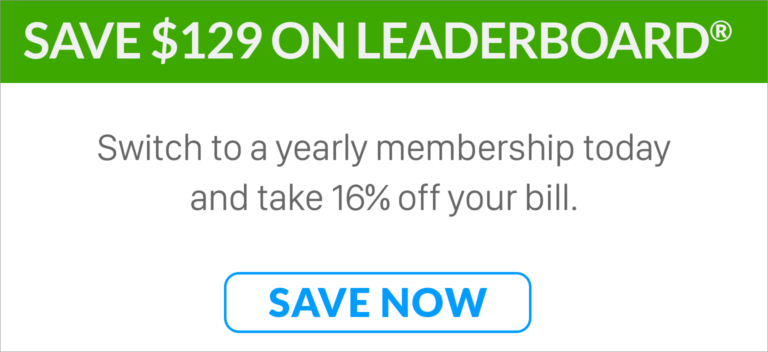 SAVE $129 ON LEADERBOARD®
Switch to a yearly membership today
and take 16% off your bill.
SAVE NOW